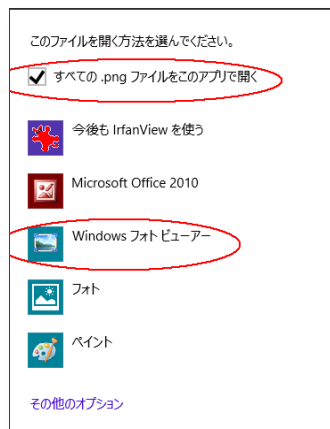 このファイルを開く方法を選んでください。
すべての .png ファイルをこのアプリで開く
今後も IrfanView を使う
Microsoft Office 2010
Windows フォト ビューアー
フォト
ペイント
その他のオプション